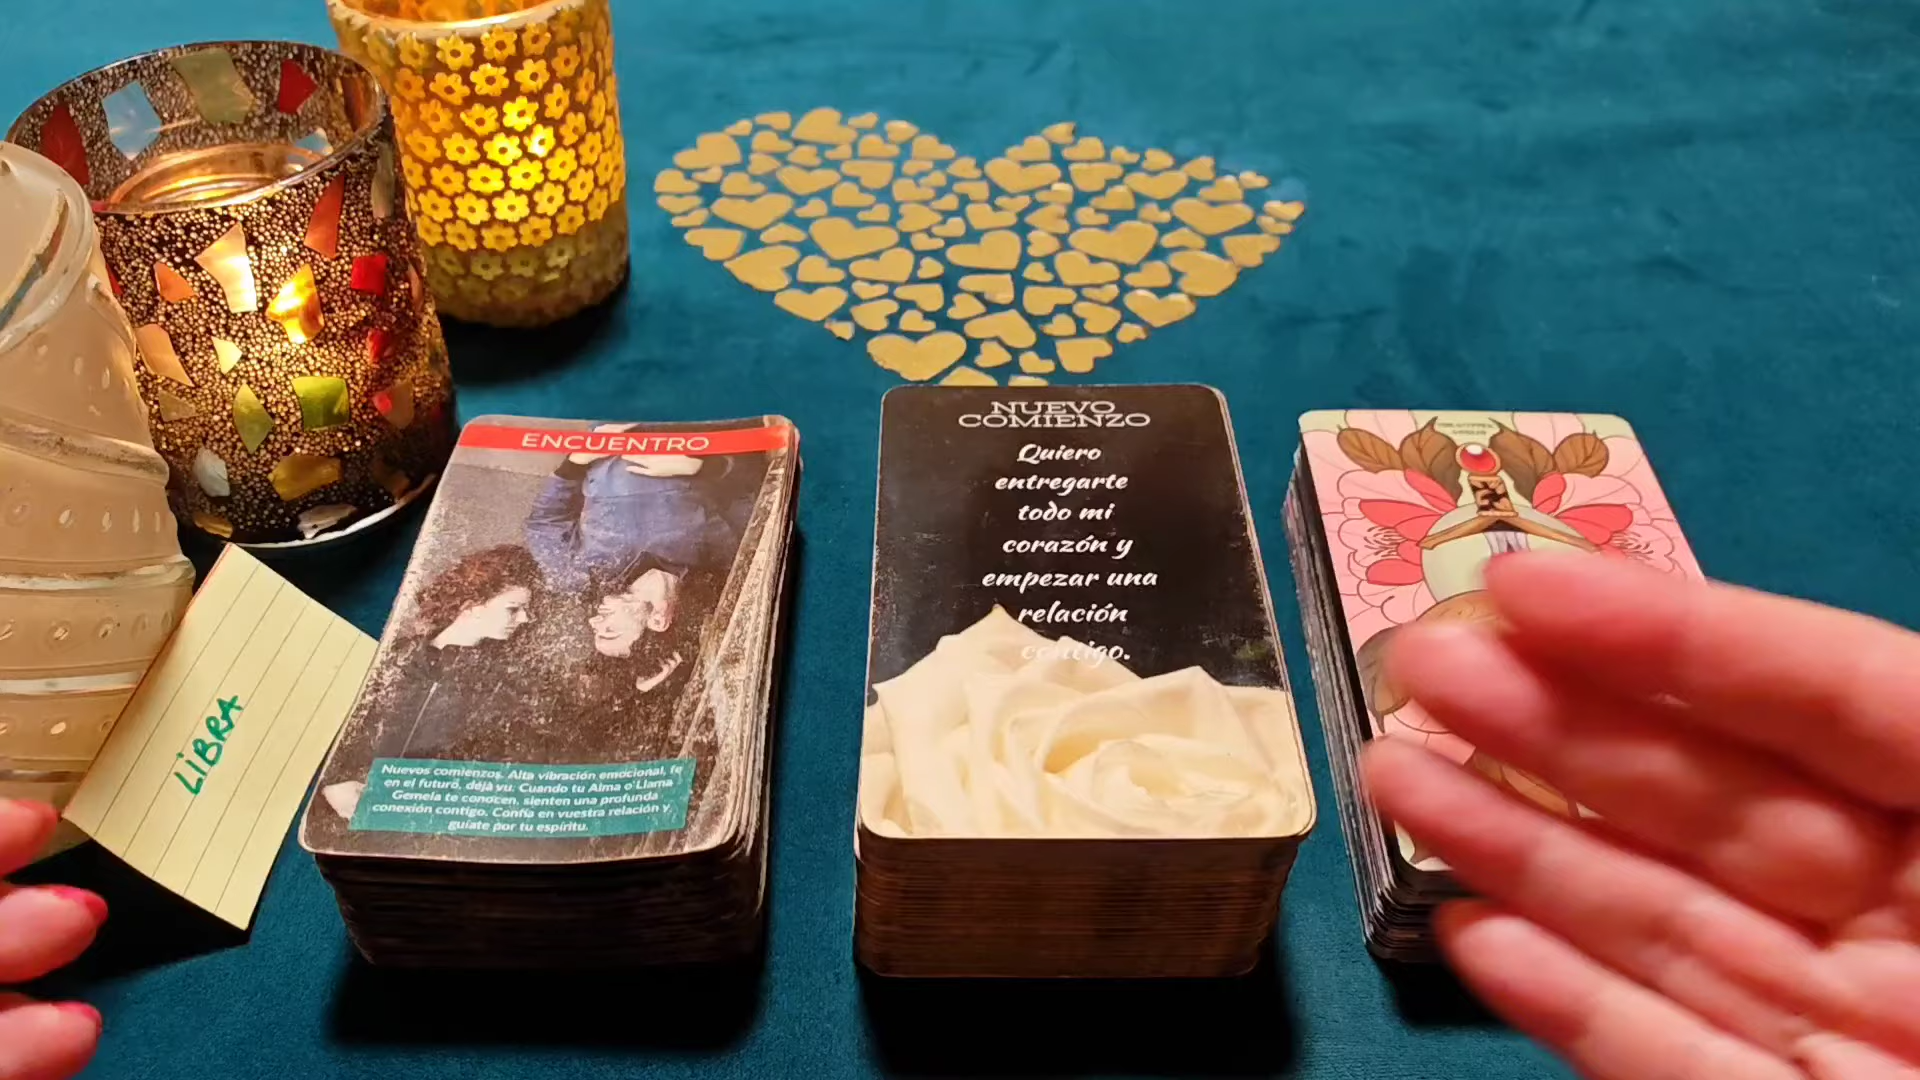 ENCUENTRO
Nuevos comienzos. Alta vibración emocional, fe
en el futuro, déjà vu. Cuando tu Alma o Llama
Gemela te conocen, sienten una profunda
conexión contigo. Confía en vuestra relación y
guíate por tu espíritu.
NUEVO
COMIENZO
Quiero
entregarte
todo mi
corazón y
empezar una
relación
contigo.
LIBRA